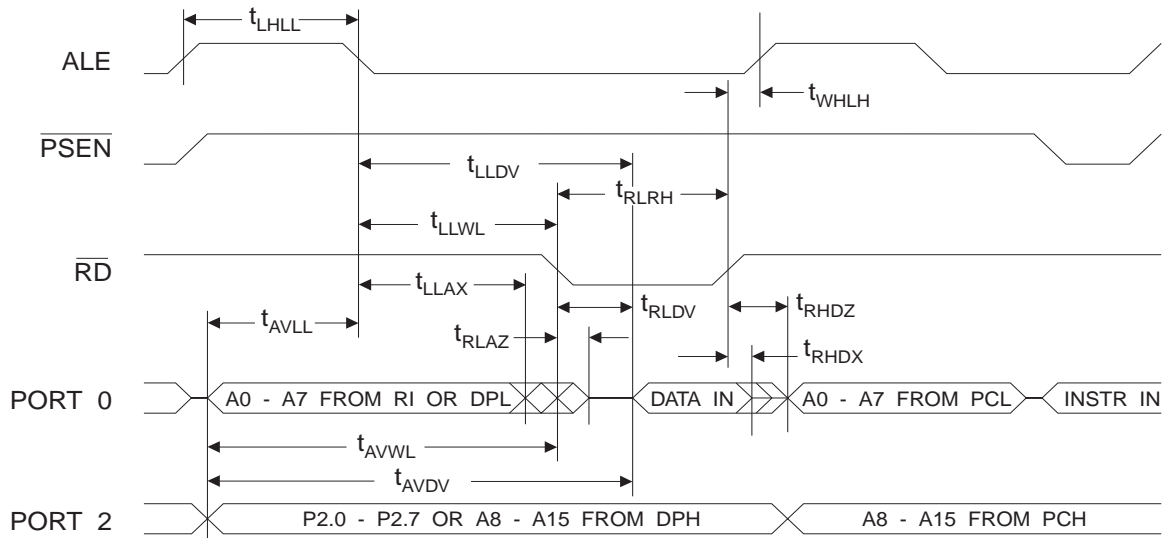 tLHLL
ALE
tWHLH
PSEN
tLLDV
tRLRH
tLLWL
RD
tLLAX
tRLDV
tRHDZ
tAVLL
tRLAZ
tRHDX
PORT 0
A0 - A7 FROM RI OR DPL
DATA IN
A0 - A7 FROM PCL
INSTR IN
tAVWL
tAVDV
PORT 2
P2.0 - P2.7 OR A8 - A15 FROM DPH
A8 - A15 FROM PCH